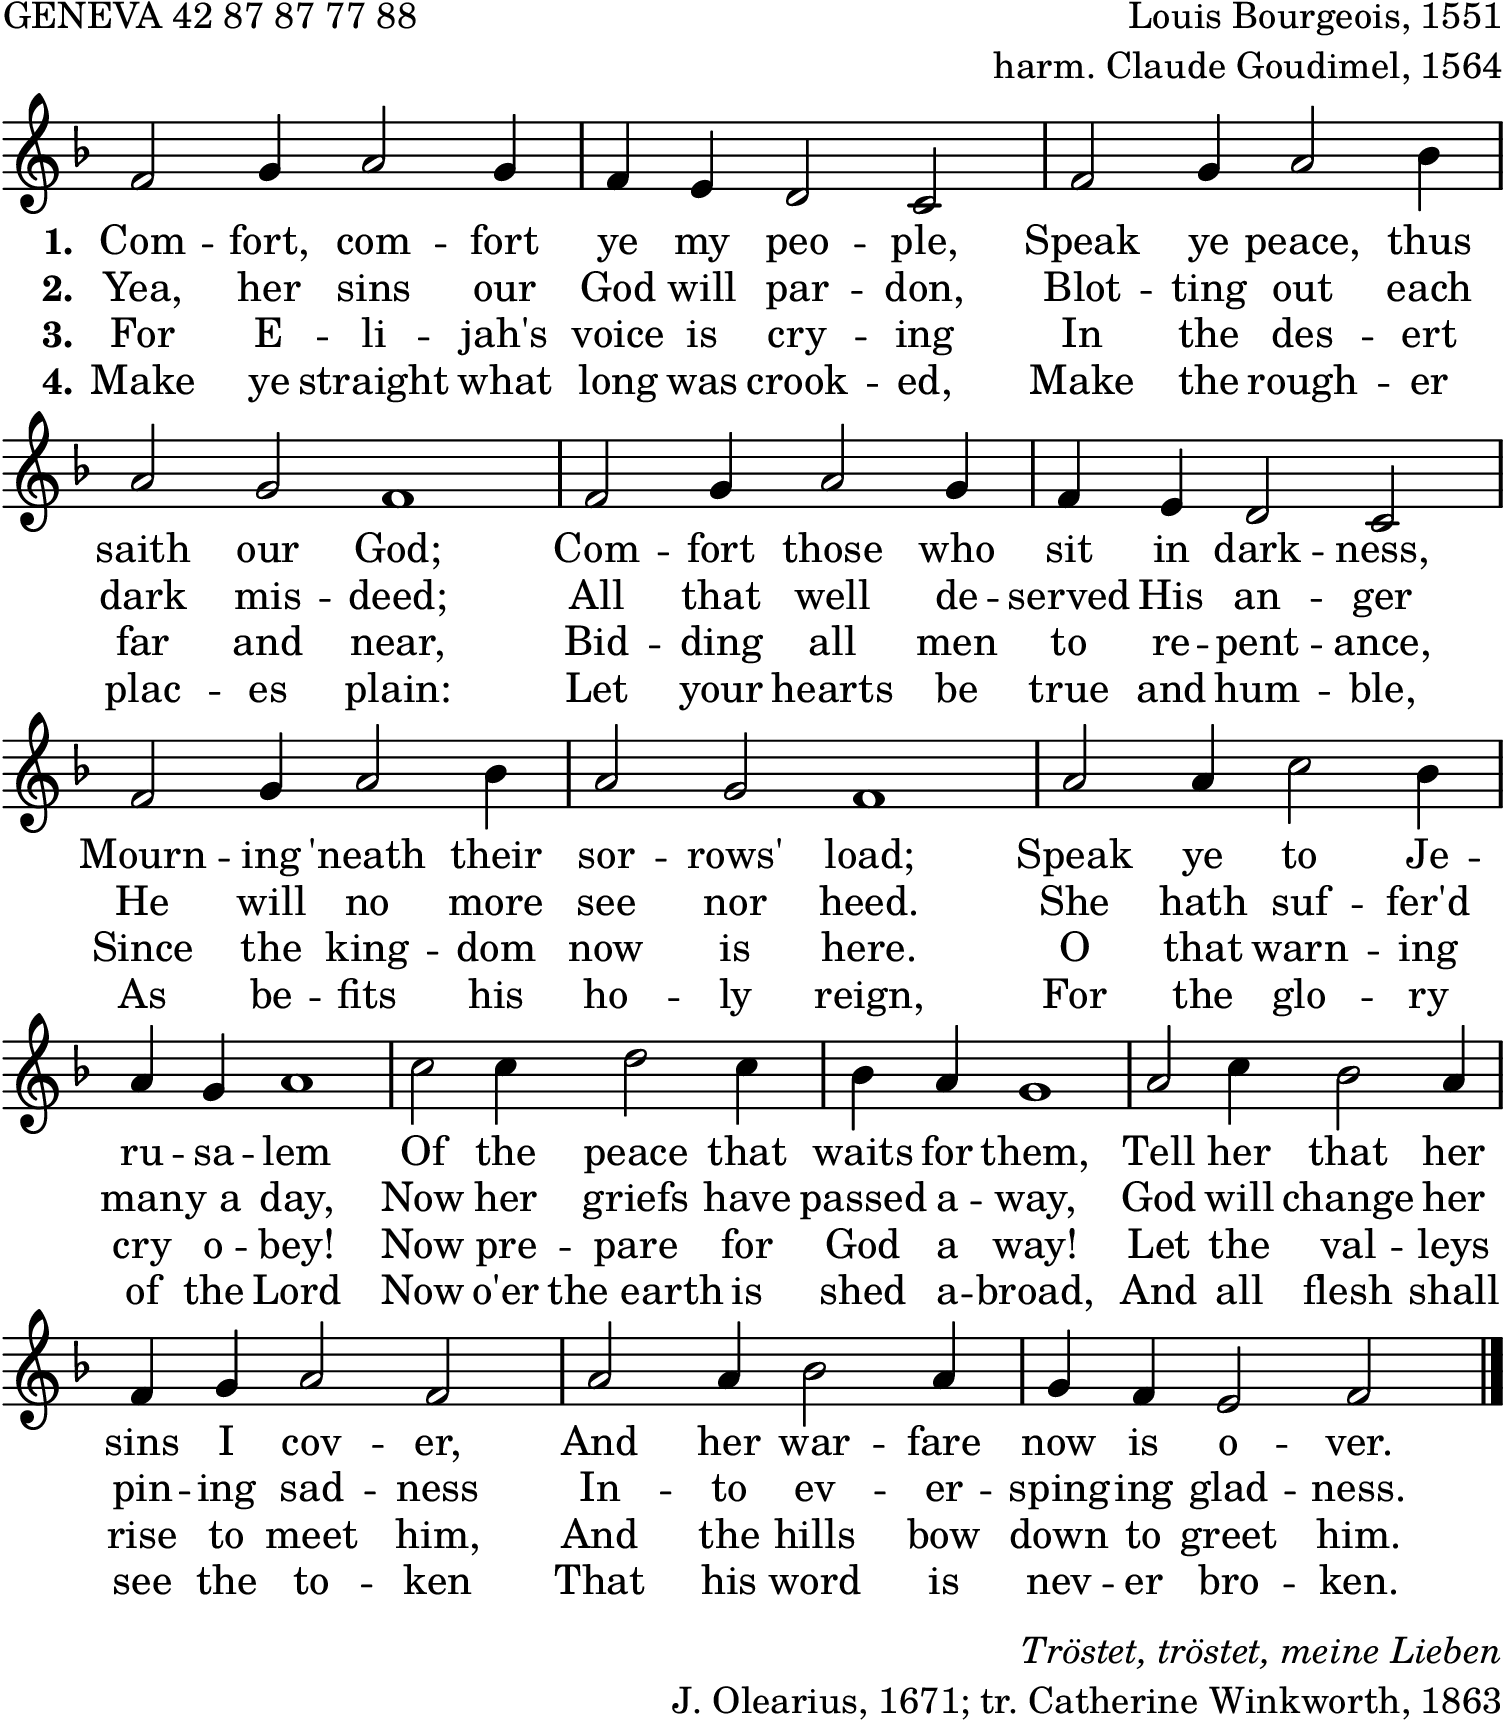 GENEVA 42 87 87 77 88
Louis Bourgeois, 1551
harm. Claude Goudimel, 1564
1. Com - fort, com - fort ye my peo - ple, Speak ye peace, thus
2. Yea, her sins our God will par - don, Blot - ting out each
3. For E - li - jah's voice is cry - ing In the des - ert
4. Make ye straight what long was crook - ed, Make the rough - er
saith our God; Com - fort those who sit in dark - ness,
dark mis - deed; All that well de - served His an - ger
far and near, Bid - ding all men to re - pent - ance,
plac - es plain: Let your hearts be true and hum - ble,
Mourn - ing 'neath their sor - rows' load; Speak ye to Je -
He will no more see nor heed. She hath suf - fer'd
Since the king - dom now is here. O that warn - ing
As be - fits his ho - ly reign, For the glo - ry
ru - sa - lem Of the peace that waits for them, Tell her that her
many a day, Now her griefs have passed a - way, God will change her
cry o - bey! Now pre - pare for God a way! Let the val - leys
of the Lord Now o'er the earth is shed a - broad, And all flesh shall
sins I cov - er, And her war - fare now is o - ver.
pin - ing sad - ness In - to ev - er - sping - ing glad - ness.
rise to meet him, And the hills bow down to greet him.
see the to - ken That his word is nev - er bro - ken.
Tröstet, tröstet, meine Lieben
J. Olearius, 1671; tr. Catherine Winkworth, 1863